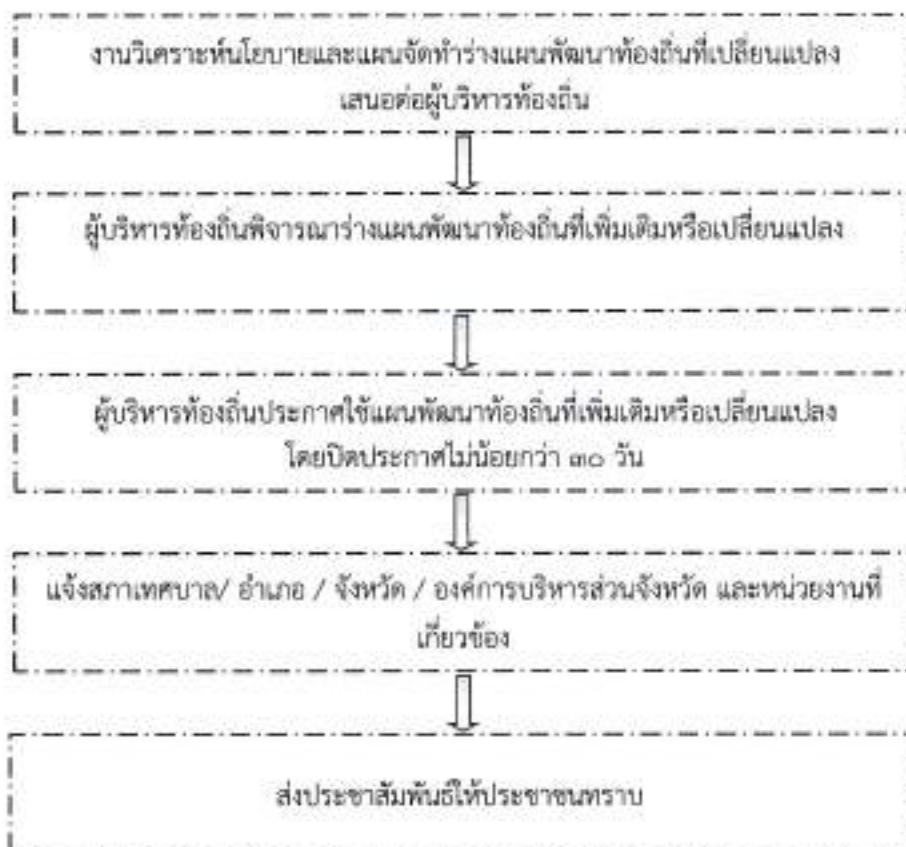 งานวิเคราะห์นโยบายและแผนจัดทำร่างแผนพัฒนาท้องถิ่นที่เปลี่ยนแปลง
เสนอต่อผู้บริหารท้องถิ่น
ผู้บริหารท้องถิ่นพิจารณาร่างแผนพัฒนาท้องถิ่นที่เพิ่มเติมหรือเปลี่ยนแปลง
ผู้บริหารท้องถิ่นประกาศใช้แผนพัฒนาท้องถิ่นที่เพิ่มเติมหรือเปลี่ยนแปลง
โดยปิดประกาศไม่น้อยกว่า ๓๐ วัน
แจ้งสภาเทศบาล/ อำเภอ / จังหวัด / องค์การบริหารส่วนจังหวัด และหน่วยงานที่
เกี่ยวข้อง
ส่งประชาสัมพันธ์ให้ประชาชนทราบ